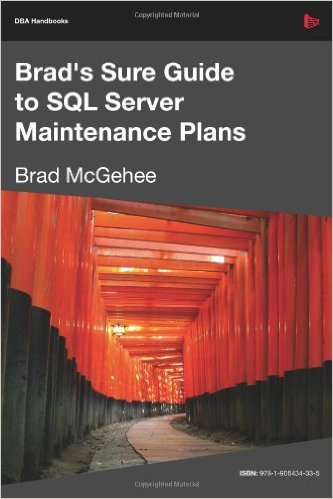 DBA Handbooks
Brad's Sure Guide
to SQL Server
Maintenance Plans
Brad McGehee
ISBN: 978-1-906434-33-5